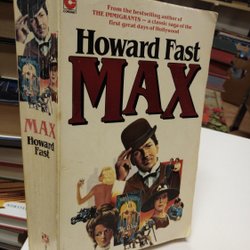 CORONET
From the bestselling author of
THE IMMIGRANTS – a classic saga of the
first great days of Hollywood
Howard Fast
MAX
MAX
Howard
Fast